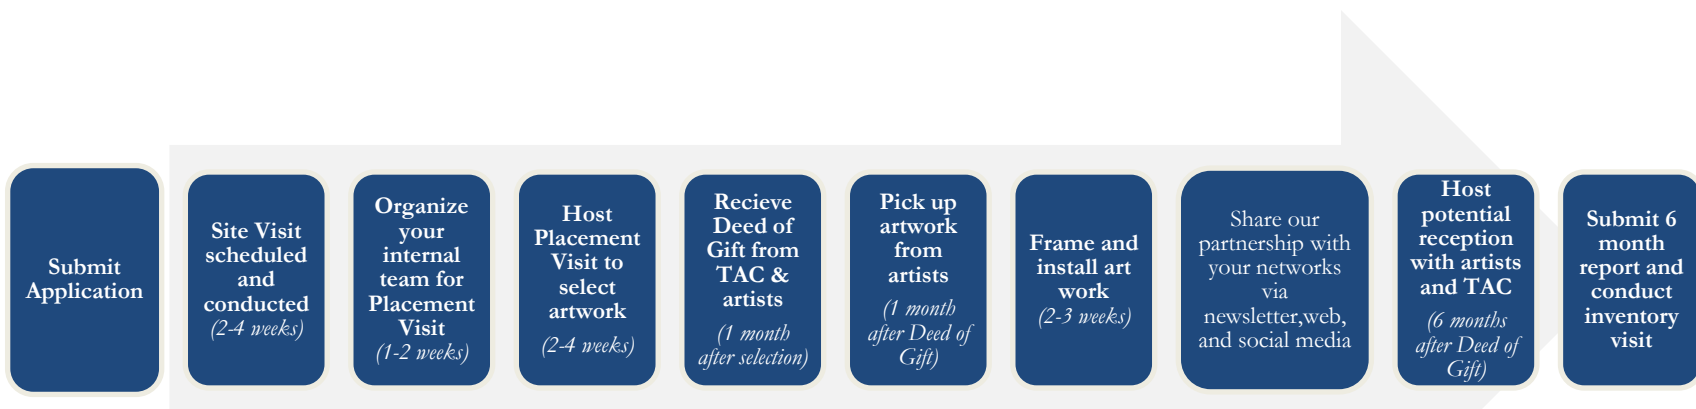 Submit
Application
Site Visit
scheduled
and
conducted
(2-4 weeks)
Organize
your
internal
team for
Placement
Visit
(1-2 weeks)
Host
Placement
Visit to
select
artwork
(2-4 weeks)
Recieve
Deed of
Gift from
TAC &
artists
(1 month
after selection)
Pick up
artwork
from
artists
(1 month
after Deed of
Gift)
Frame and
install art
work
(2-3 weeks)
Share our
partnership with
your networks
via
newsletter,web,
and social media
Host
potential
reception
with artists
and TAC
(6 months
after Deed of
Gift)
Submit 6
month
report and
conduct
inventory
visit